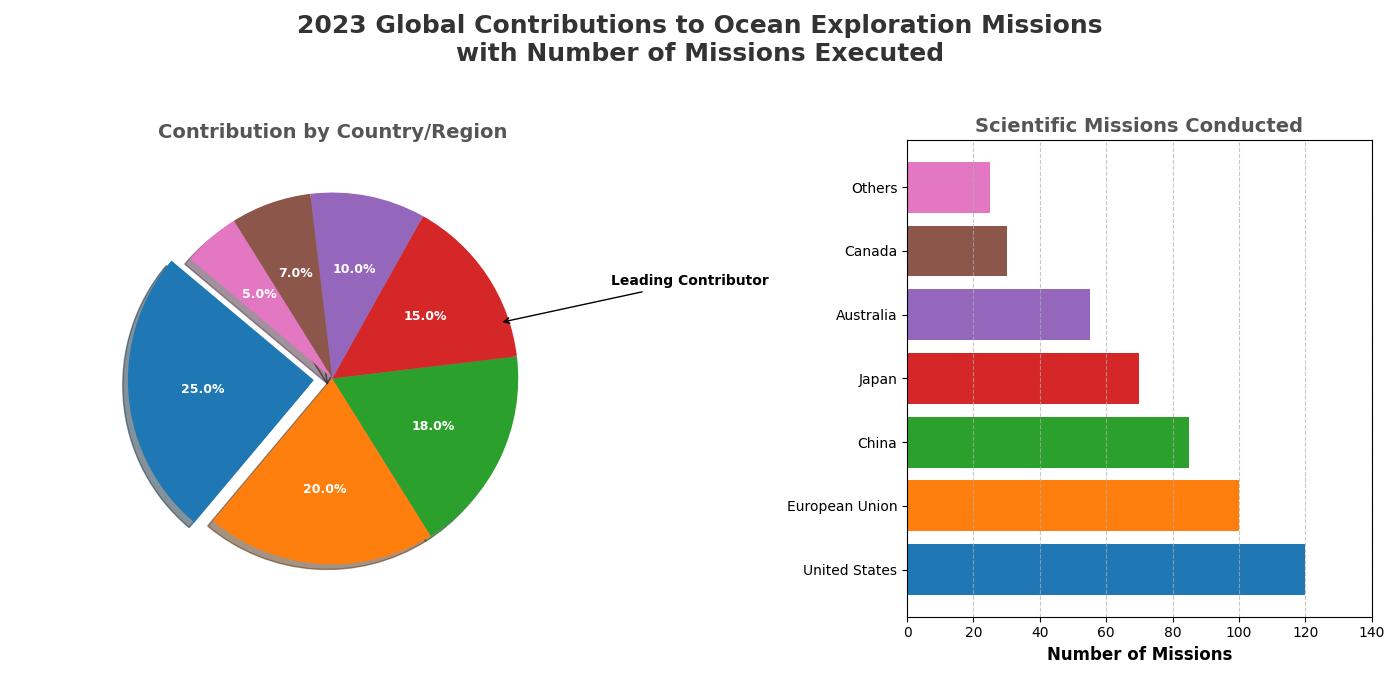 2023 Global Contributions to Ocean Exploration Missions
with Number of Missions Executed
Contribution by Country/Region
25.0%
20.0%
18.0%
15.0%
10.0%
7.0%
5.0%
Leading Contributor
Scientific Missions Conducted
Others
Canada
Australia
Japan
China
European Union
United States
0 20 40 60 80 100 120 140
Number of Missions